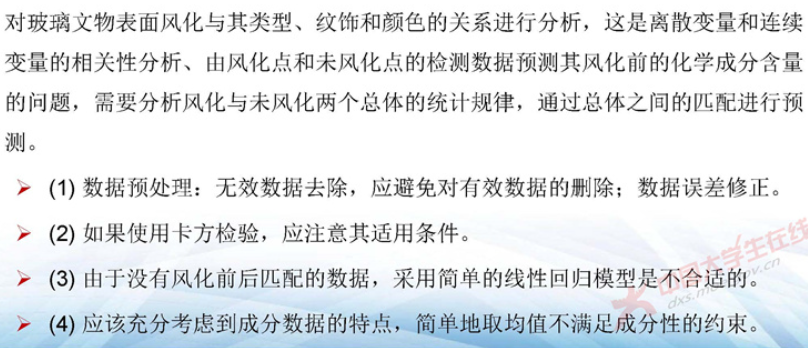 对玻璃文物表面风化与其类型、纹饰和颜色的关系进行分析，这是离散变量和连续
变量的相关性分析、由风化点和未风化点的检测数据预测其风化前的化学成分含量
的问题，需要分析风化与未风化两个总体的统计规律，通过总体之间的匹配进行预
测。
(1) 数据预处理：无效数据去除，应避免对有效数据的删除；数据误差修正。
(2) 如果使用卡方检验，应注意其适用条件。
(3) 由于没有风化前后匹配的数据，采用简单的线性回归模型是不合适的。
(4) 应该充分考虑到成分数据的特点，简单地取均值不满足成分性的约束。
中国大学生在线